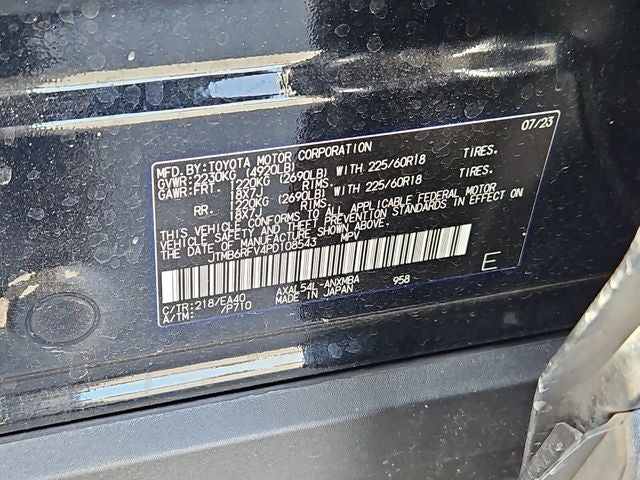 07/23
MFD. BY: TOYOTA MOTOR CORPORATION
GVWR: 2230KG (4920LB)
GAWR: FRT. 1220KG (2690LB) WITH 225/60R18 TIRES.
18X7J RIMS.
RR. 1220KG (2690LB) WITH 225/60R18 TIRES.
18X7J RIMS.
THIS VEHICLE CONFORMS TO ALL APPLICABLE FEDERAL MOTOR
VEHICLE SAFETY AND BUMPER STANDARDS IN EFFECT ON
THE DATE OF MANUFACTURE SHOWN ABOVE.
JTMB6RFV4PD108543 MPV
C/TR: 218/EA40 AXAL54L-ANXMBA 958 E
A/TM: /P710 MADE IN JAPAN